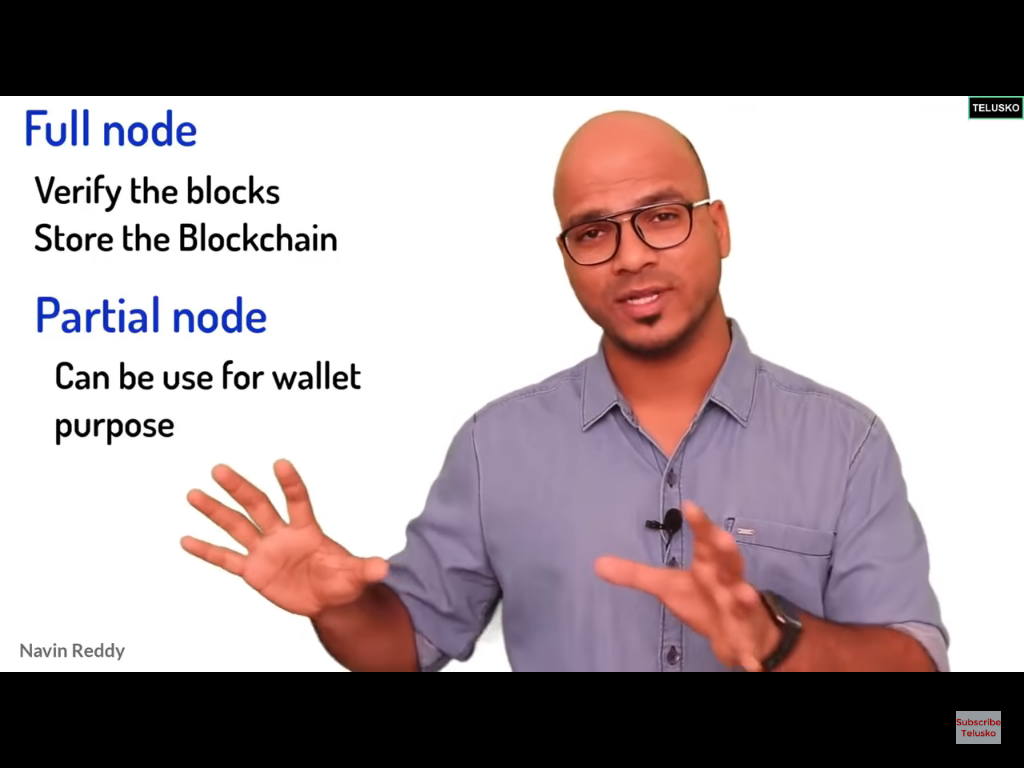 TELUSKO
Full node
Verify the blocks
Store the Blockchain
Partial node
Can be use for wallet
purpose
Navin Reddy
Subscribe
Telusko